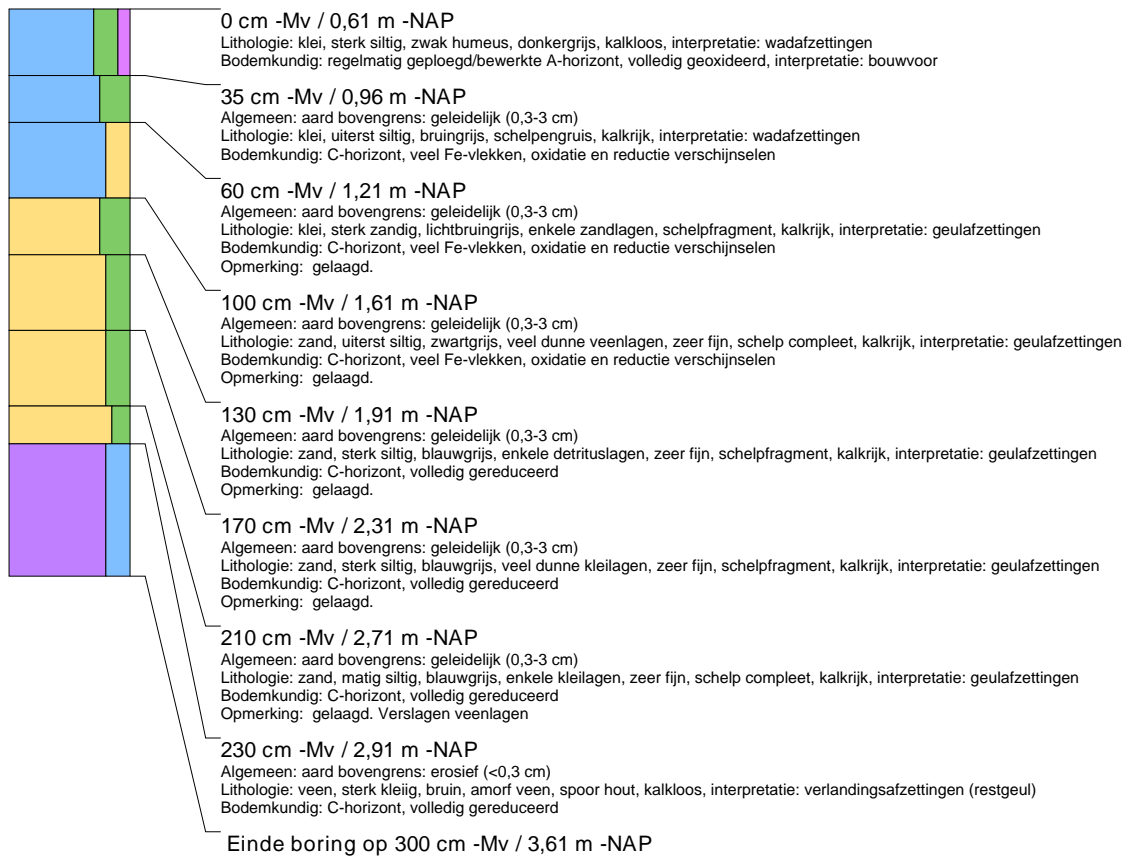 0 cm -Mv / 0,61 m -NAP
Lithologie: klei, sterk siltig, zwak humeus, donkergrijs, kalkloos, interpretatie: wadafzettingen
Bodemkundig: regelmatig geploegd/bewerkte A-horizont, volledig geoxideerd, interpretatie: bouwvoor
35 cm -Mv / 0,96 m -NAP
Algemeen: aard bovengrens: geleidelijk (0,3-3 cm)
Lithologie: klei, uiterst siltig, bruingrijs, schelpengruis, kalkrijk, interpretatie: wadafzettingen
Bodemkundig: C-horizont, veel Fe-vlekken, oxidatie en reductie verschijnselen
60 cm -Mv / 1,21 m -NAP
Algemeen: aard bovengrens: geleidelijk (0,3-3 cm)
Lithologie: klei, sterk zandig, lichtbruingrijs, enkele zandlagen, schelpfragment, kalkrijk, interpretatie: geulafzettingen
Bodemkundig: C-horizont, veel Fe-vlekken, oxidatie en reductie verschijnselen
Opmerking: gelaagd.
100 cm -Mv / 1,61 m -NAP
Algemeen: aard bovengrens: geleidelijk (0,3-3 cm)
Lithologie: zand, uiterst siltig, zwartgrijs, veel dunne veenlagen, zeer fijn, schelp compleet, kalkrijk, interpretatie: geulafzettingen
Bodemkundig: C-horizont, veel Fe-vlekken, oxidatie en reductie verschijnselen
Opmerking: gelaagd.
130 cm -Mv / 1,91 m -NAP
Algemeen: aard bovengrens: geleidelijk (0,3-3 cm)
Lithologie: zand, sterk siltig, blauwgrijs, enkele detrituslagen, zeer fijn, schelpfragment, kalkrijk, interpretatie: geulafzettingen
Bodemkundig: C-horizont, volledig gereduceerd
Opmerking: gelaagd.
170 cm -Mv / 2,31 m -NAP
Algemeen: aard bovengrens: geleidelijk (0,3-3 cm)
Lithologie: zand, sterk siltig, blauwgrijs, veel dunne kleilagen, zeer fijn, schelpfragment, kalkrijk, interpretatie: geulafzettingen
Bodemkundig: C-horizont, volledig gereduceerd
Opmerking: gelaagd.
210 cm -Mv / 2,71 m -NAP
Algemeen: aard bovengrens: geleidelijk (0,3-3 cm)
Lithologie: zand, matig siltig, blauwgrijs, enkele kleilagen, zeer fijn, schelp compleet, kalkrijk, interpretatie: geulafzettingen
Bodemkundig: C-horizont, volledig gereduceerd
Opmerking: gelaagd. Verslagen veenlagen
230 cm -Mv / 2,91 m -NAP
Algemeen: aard bovengrens: erosief (<0,3 cm)
Lithologie: veen, sterk kleiig, bruin, amorf veen, spoor hout, kalkloos, interpretatie: verlandingsafzettingen (restgeul)
Bodemkundig: C-horizont, volledig gereduceerd
Einde boring op 300 cm -Mv / 3,61 m -NAP